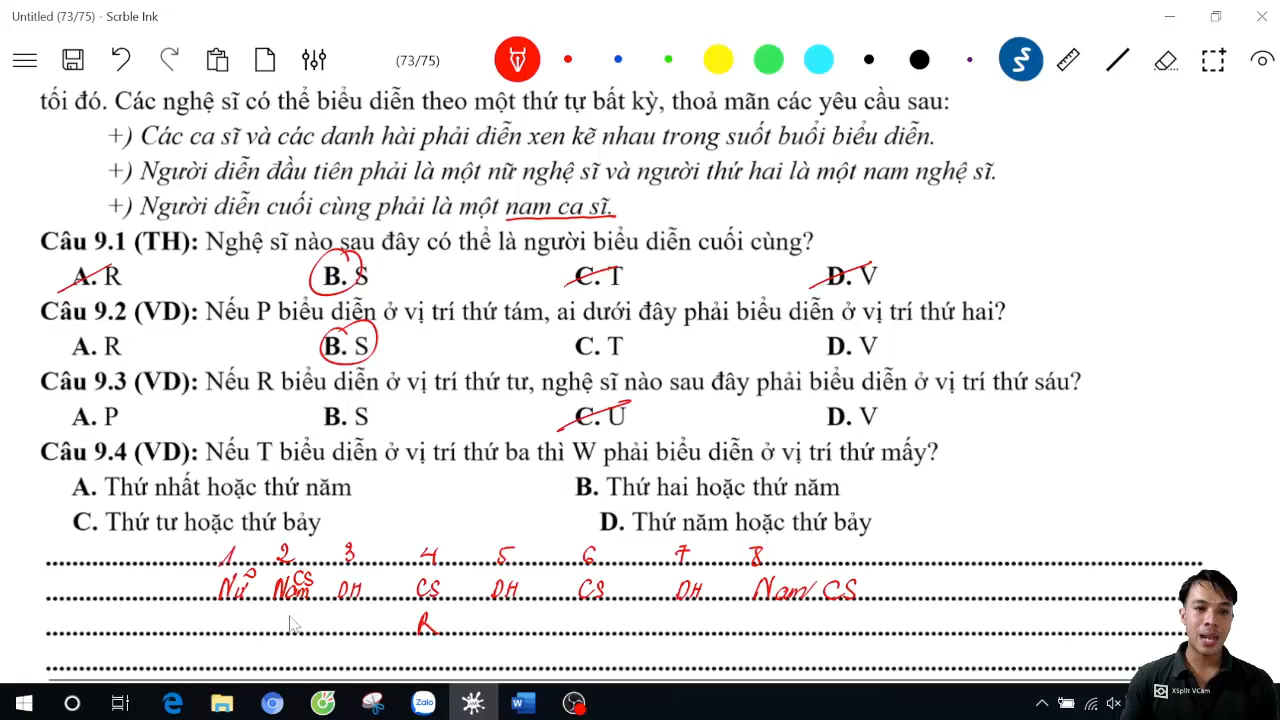 Untitled (73/75) - Scrble Ink
(73/75)
tối đó. Các nghệ sĩ có thể biểu diễn theo một thứ tự bất kỳ, thoả mãn các yêu cầu sau:
+) Các ca sĩ và các danh hài phải diễn xen kẽ nhau trong suốt buổi biểu diễn.
+) Người diễn đầu tiên phải là một nữ nghệ sĩ và người thứ hai là một nam nghệ sĩ.
+) Người diễn cuối cùng phải là một nam ca sĩ.
Câu 9.1 (TH): Nghệ sĩ nào sau đây có thể là người biểu diễn cuối cùng?
A. R B. S C. T D. V
Câu 9.2 (VD): Nếu P biểu diễn ở vị trí thứ tám, ai dưới đây phải biểu diễn ở vị trí thứ hai?
A. R B. S C. T D. V
Câu 9.3 (VD): Nếu R biểu diễn ở vị trí thứ tư, nghệ sĩ nào sau đây phải biểu diễn ở vị trí thứ sáu?
A. P B. S C. U D. V
Câu 9.4 (VD): Nếu T biểu diễn ở vị trí thứ ba thì W phải biểu diễn ở vị trí thứ mấy?
A. Thứ nhất hoặc thứ năm B. Thứ hai hoặc thứ năm
C. Thứ tư hoặc thứ bảy D. Thứ năm hoặc thứ bảy
1 2 3 4 5 6 7 8
Nữ Nam CS DH CS DH CS DH Nam CS
R
XSplit VCam
Zalo